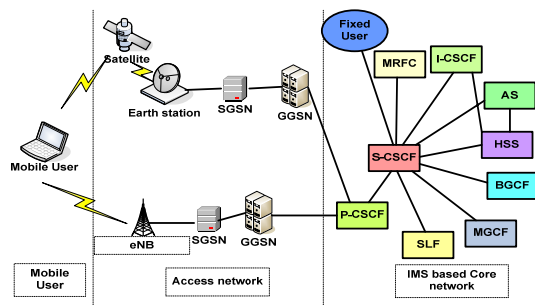 Fixed
User
Satellite
MRFC
I-CSCF
Earth station
SGSN
GGSN
AS
Mobile User
S-CSCF
HSS
BGCF
P-CSCF
eNB
SGSN
GGSN
SLF
MGCF
Mobile
User
Access network
IMS based Core
network